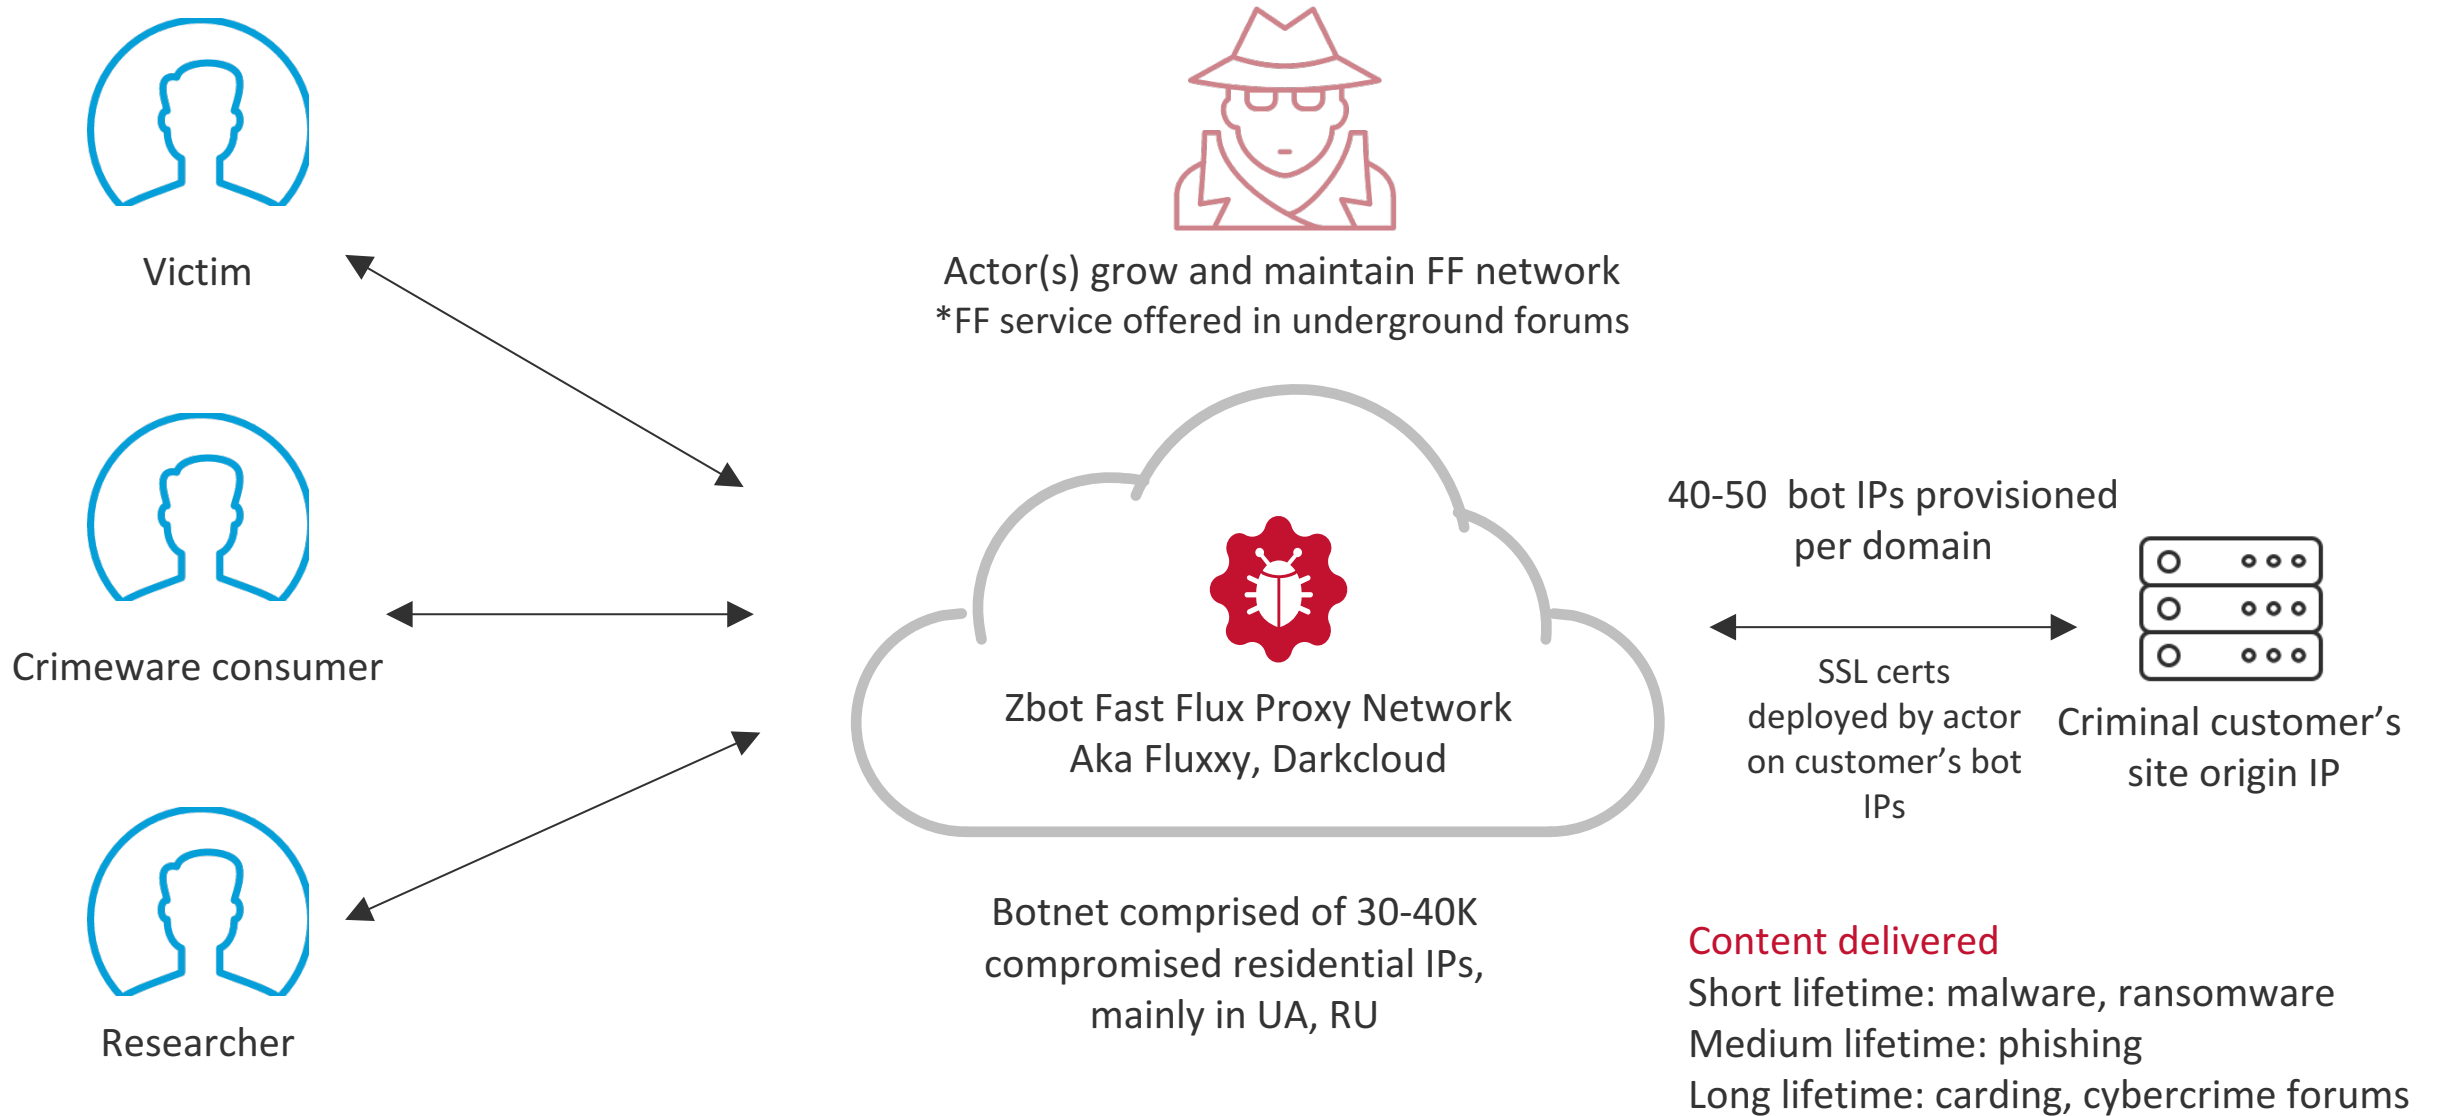 Victim
Actor(s) grow and maintain FF network
*FF service offered in underground forums
Crimeware consumer
Zbot Fast Flux Proxy Network
Aka Fluxxy, Darkcloud
40-50 bot IPs provisioned
per domain
SSL certs
deployed by actor
on customer’s bot
IPs
Criminal customer’s
site origin IP
Researcher
Botnet comprised of 30-40K
compromised residential IPs,
mainly in UA, RU
Content delivered
Short lifetime: malware, ransomware
Medium lifetime: phishing
Long lifetime: carding, cybercrime forums